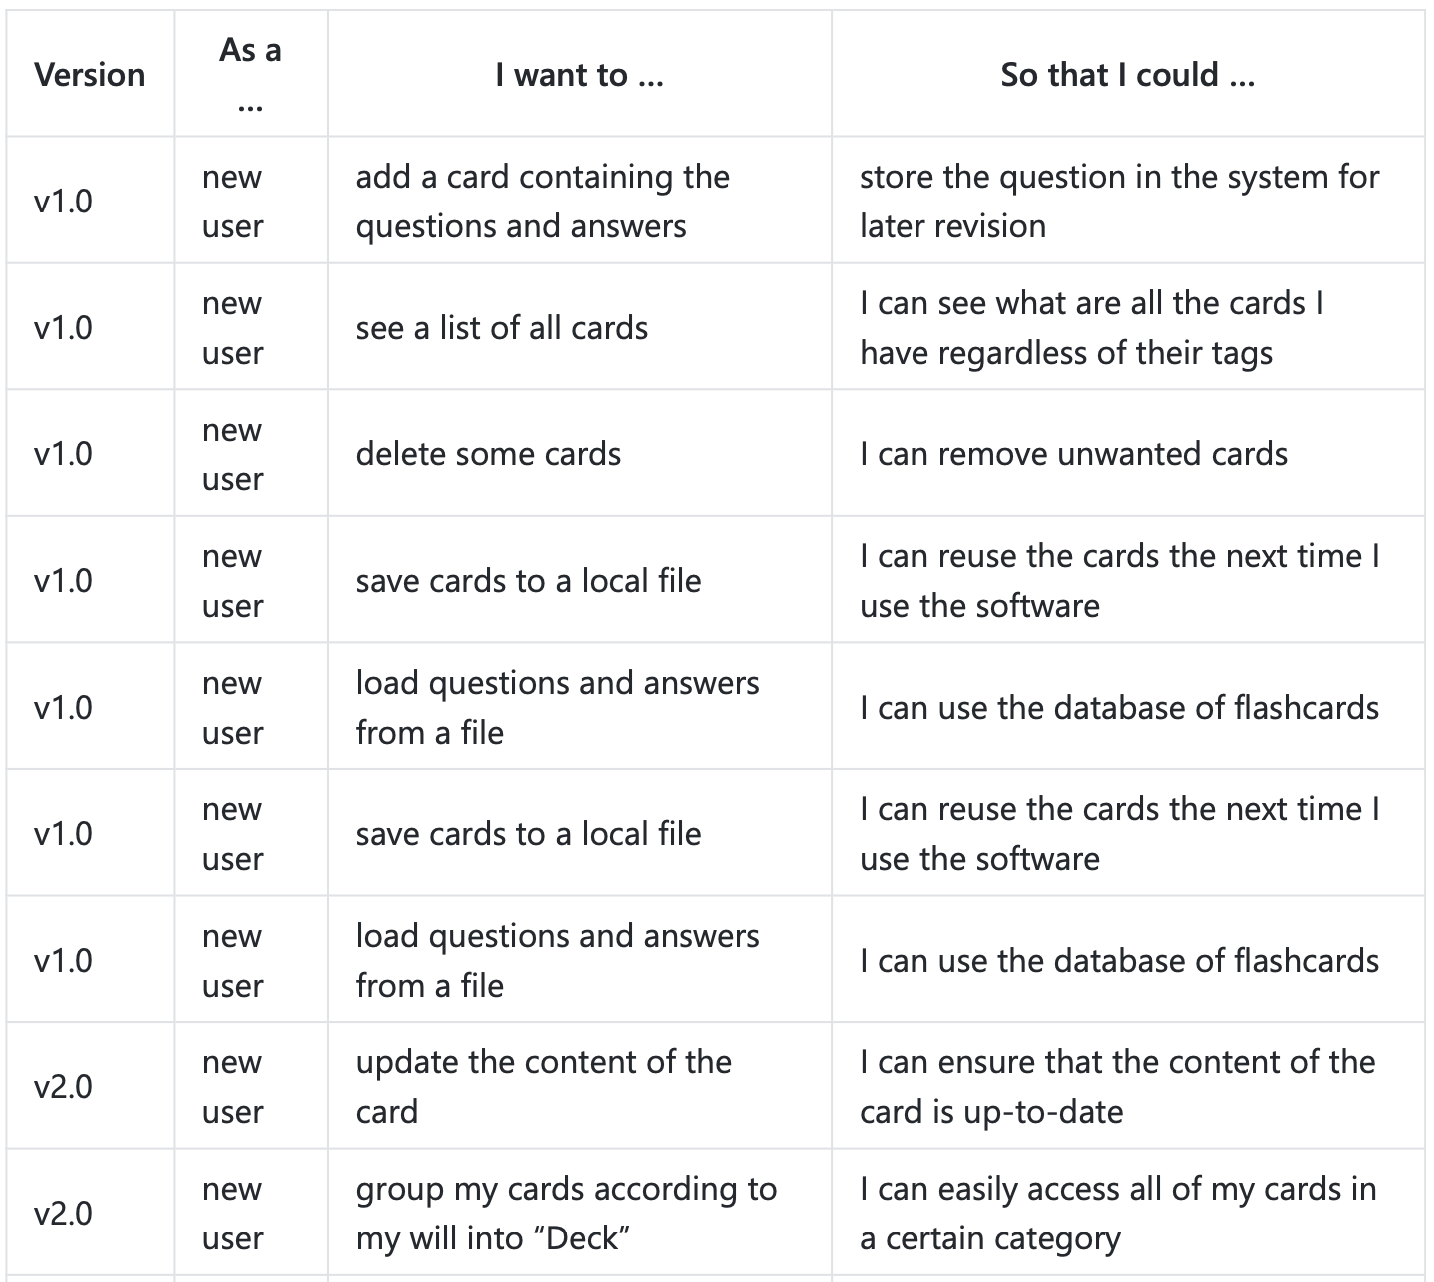 Version
As a
...
I want to ...
So that I could ...
v1.0
new
user
add a card containing the
questions and answers
store the question in the system for
later revision
v1.0
new
user
see a list of all cards
I can see what are all the cards I
have regardless of their tags
v1.0
new
user
delete some cards
I can remove unwanted cards
v1.0
new
user
save cards to a local file
I can reuse the cards the next time I
use the software
v1.0
new
user
load questions and answers
from a file
I can use the database of flashcards
v1.0
new
user
save cards to a local file
I can reuse the cards the next time I
use the software
v1.0
new
user
load questions and answers
from a file
I can use the database of flashcards
v2.0
new
user
update the content of the
card
I can ensure that the content of the
card is up-to-date
v2.0
new
user
group my cards according to
my will into “Deck”
I can easily access all of my cards in
a certain category